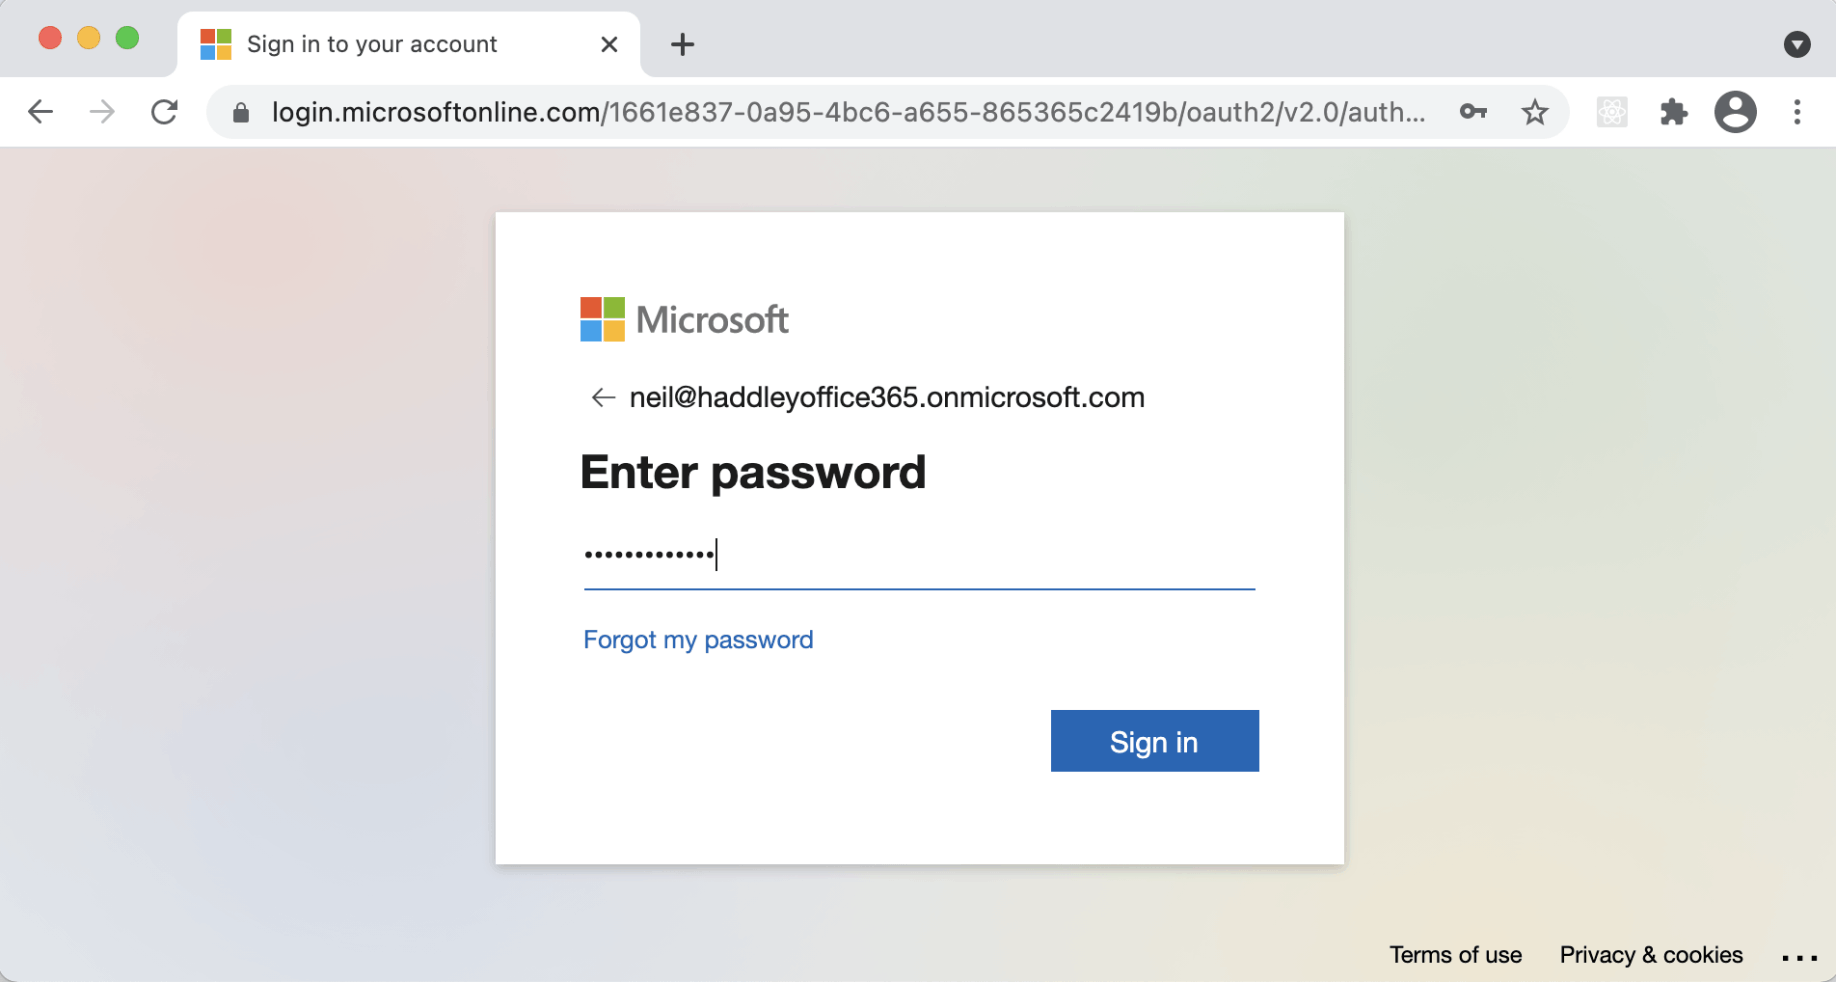 Sign in to your account
login.microsoftonline.com/1661e837-0a95-4bc6-a655-865365c2419b/oauth2/v2.0/auth...
Microsoft
neil@haddleyoffice365.onmicrosoft.com
Enter password
•••••••••••••
Forgot my password
Sign in
Terms of use Privacy & cookies ...